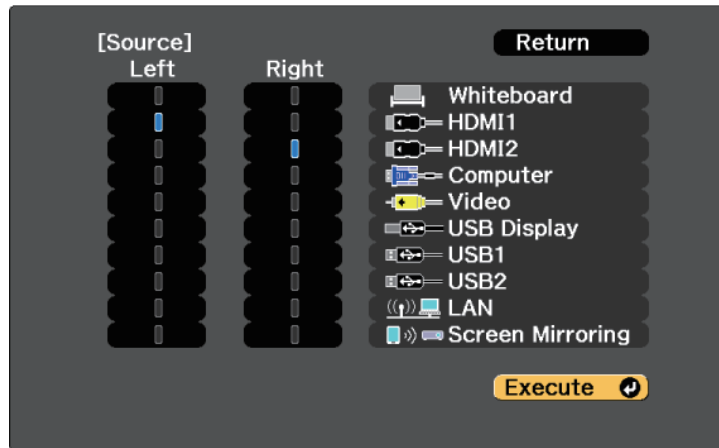 [Source]
Return
Left
Right
Whiteboard
HDMI1
HDMI2
Computer
Video
USB Display
USB1
USB2
LAN
Screen Mirroring
Execute